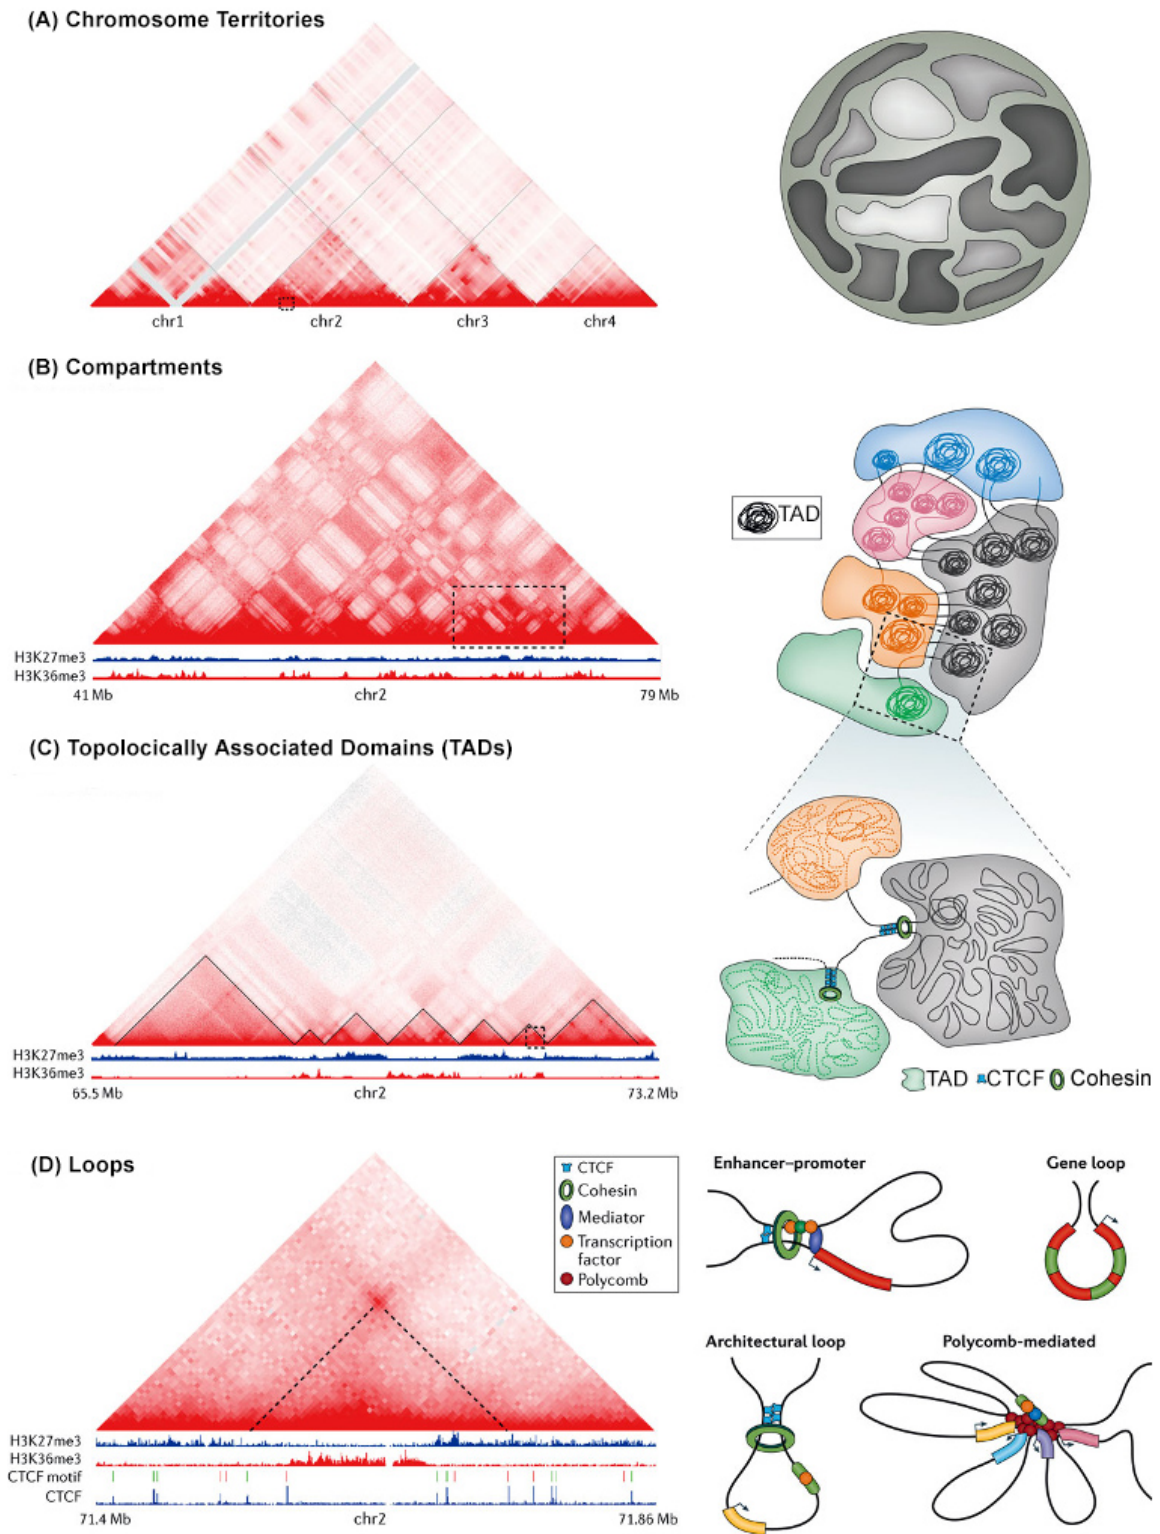 (A) Chromosome Territories
chr1
chr2
chr3
chr4
(B) Compartments
TAD
H3K27me3
H3K36me3
41 Mb
chr2
79 Mb
(C) Topolocically Associated Domains (TADs)
H3K27me3
H3K36me3
65.5 Mb
chr2
73.2 Mb
TAD
CTCF
Cohesin
(D) Loops
CTCF
Cohesin
Mediator
Transcription
factor
Polycomb
Enhancer–promoter
Gene loop
Architectural loop
Polycomb-mediated
H3K27me3
H3K36me3
CTCF motif
CTCF
71.4 Mb
chr2
71.86 Mb